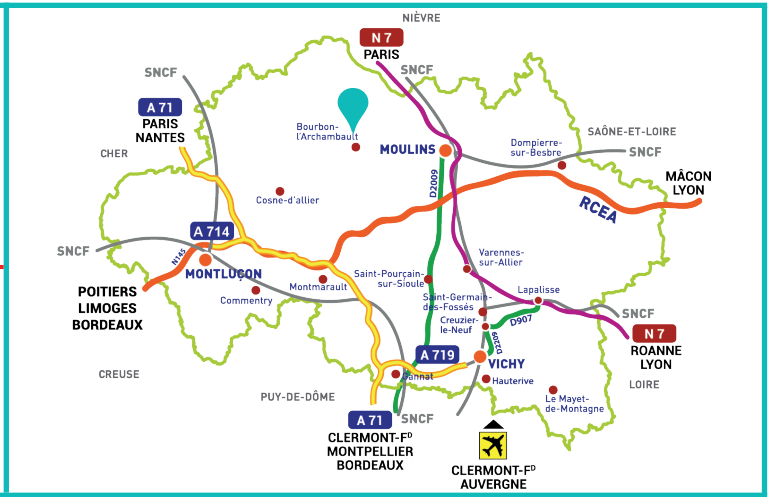 NIÈVRE
N 7
PARIS
SNCF
SNCF
A 71
PARIS
NANTES
Bourbon-
l'Archambault
MOULINS
Dompierre-
sur-Besbre
SAÔNE-ET-LOIRE
SNCF
CHER
MÂCON
LYON
D2009
Cosne-d'allier
RCEA
A 714
SNCF
N145
MONTLUÇON
Varennes-
sur-Allier
Saint-Pourçain-
sur-Sioule
Montmarault
Commentry
POITIERS
LIMOGES
BORDEAUX
Lapalisse
Saint-Germain-
des-Fossés
Creuzier-
le-Neuf
D907
SNCF
N 7
ROANNE
LYON
D2209
A 719
VICHY
Gannat
Hauterive
CREUSE
LOIRE
PUY-DE-DÔME
Le Mayet-
de-Montagne
A 71
SNCF
CLERMONT-FD
MONTPELLIER
BORDEAUX
CLERMONT-FD
AUVERGNE